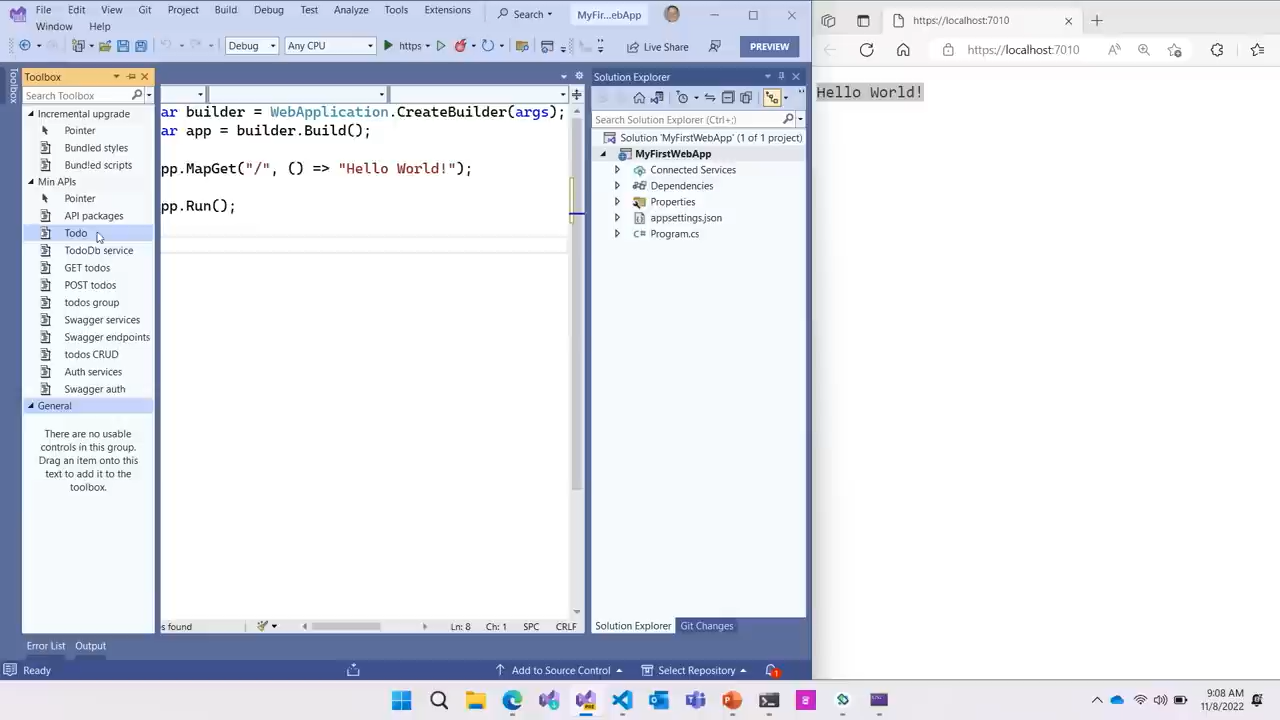 File Edit View Git Project Build Debug Test Analyze Tools Extensions Search MyFir...ebApp
Window Help
Debug Any CPU https Live Share PREVIEW
Toolbox
Toolbox
Search Toolbox
Incremental upgrade
Pointer
Bundled styles
Bundled scripts
Min APIs
Pointer
API packages
Todo
TodoDb service
GET todos
POST todos
todos group
Swagger services
Swagger endpoints
todos CRUD
Auth services
Swagger auth
General
There are no usable
controls in this group.
Drag an item onto this
text to add it to the
toolbox.
ar builder = WebApplication.CreateBuilder(args);
ar app = builder.Build();
pp.MapGet("/", () => "Hello World!");
pp.Run();
s found Ln: 8 Ch: 1 SPC CRLF
Solution Explorer
Search Solution Explorer (Ctrl+;)
Solution 'MyFirstWebApp' (1 of 1 project)
MyFirstWebApp
Connected Services
Dependencies
Properties
appsettings.json
C# Program.cs
Solution Explorer Git Changes
Error List Output
Ready Add to Source Control Select Repository 1
https://localhost:7010
https://localhost:7010
Hello World!
9:08 AM
11/8/2022